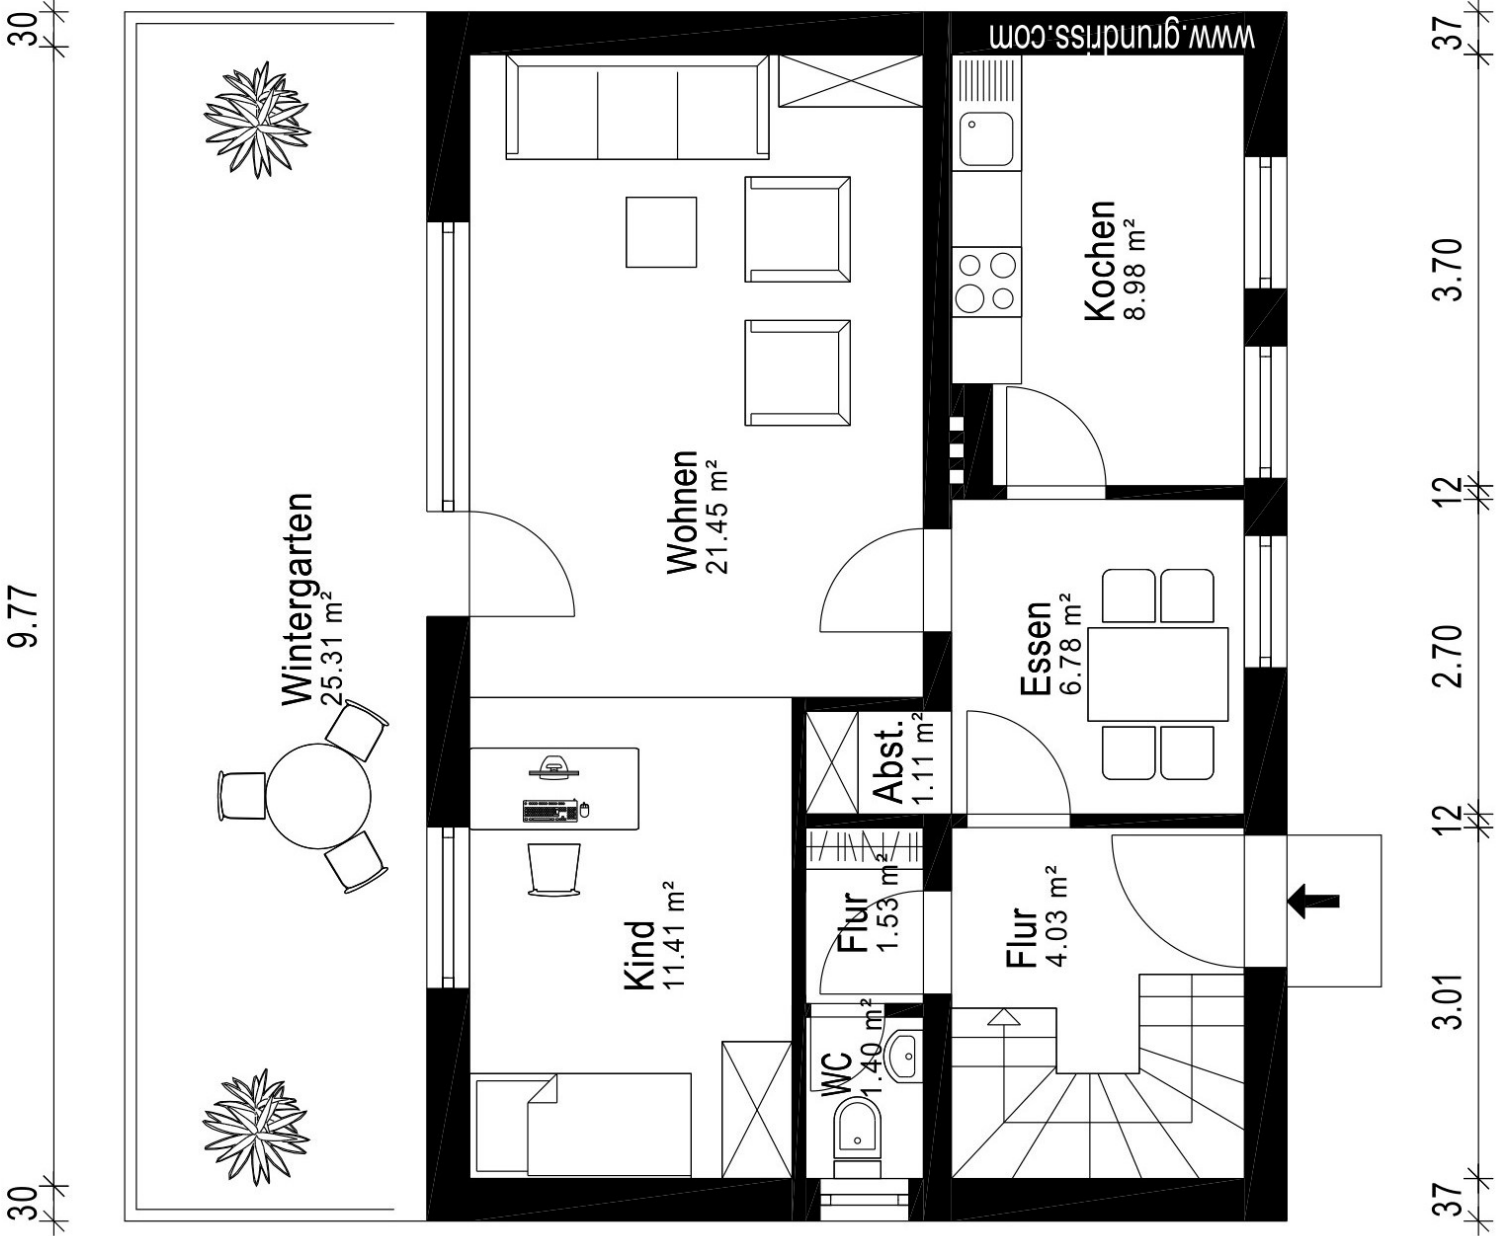 www.grundriss.com
30
9.77
30
37
3.70
12
2.70
12
3.01
37
Wintergarten
25.31 m²
Wohnen
21.45 m²
Kochen
8.98 m²
Essen
6.78 m²
Abst.
1.11 m²
Kind
11.41 m²
Flur
1.53 m²
Flur
4.03 m²
WC
1.40 m²